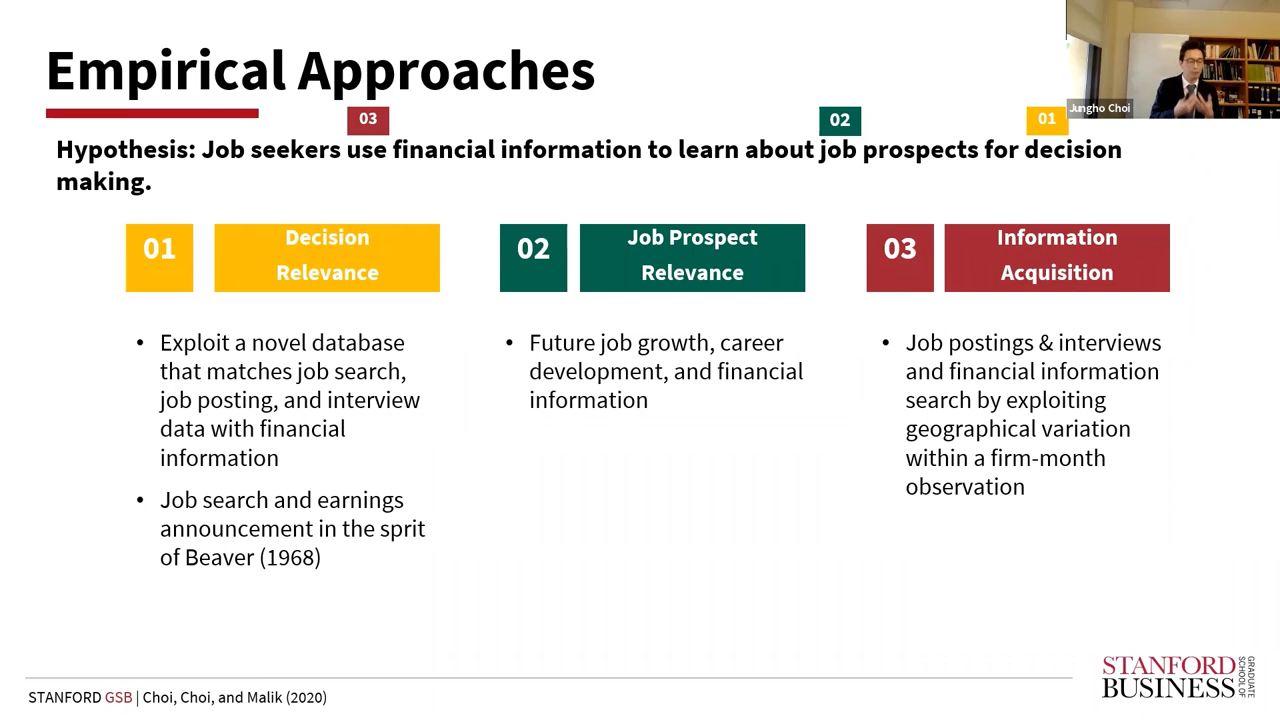 Empirical Approaches
Jungho Choi
03
02
01
Hypothesis: Job seekers use financial information to learn about job prospects for decision
making.
01
Decision
Relevance
02
Job Prospect
Relevance
03
Information
Acquisition
• Exploit a novel database
that matches job search,
job posting, and interview
data with financial
information
• Job search and earnings
announcement in the sprit
of Beaver (1968)
• Future job growth, career
development, and financial
information
• Job postings & interviews
and financial information
search by exploiting
geographical variation
within a firm-month
observation
STANFORD GSB | Choi, Choi, and Malik (2020)
STANFORD
BUSINESS
GRADUATE
SCHOOL OF